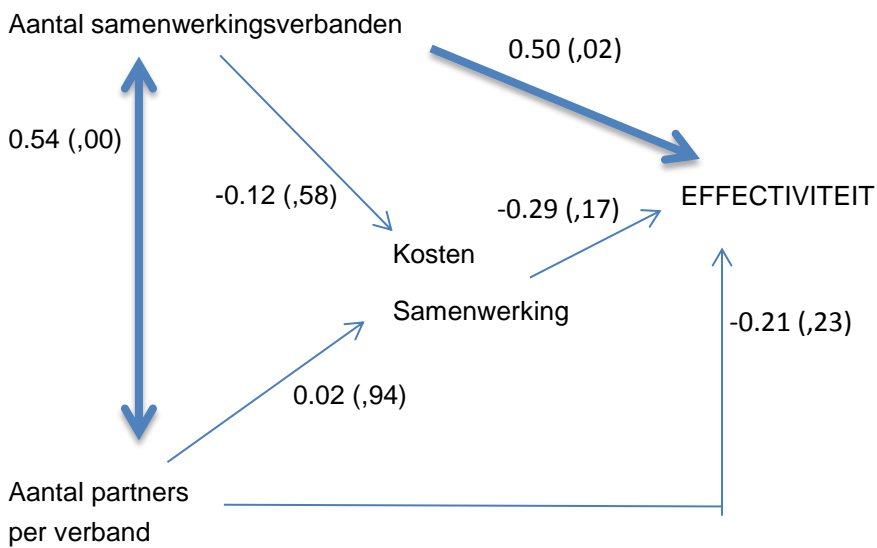 Aantal samenwerkingsverbanden
0.50 (,02)
0.54 (,00)
-0.12 (,58)
-0.29 (,17)
EFFECTIVITEIT
Kosten
Samenwerking
-0.21 (,23)
0.02 (,94)
Aantal partners
per verband